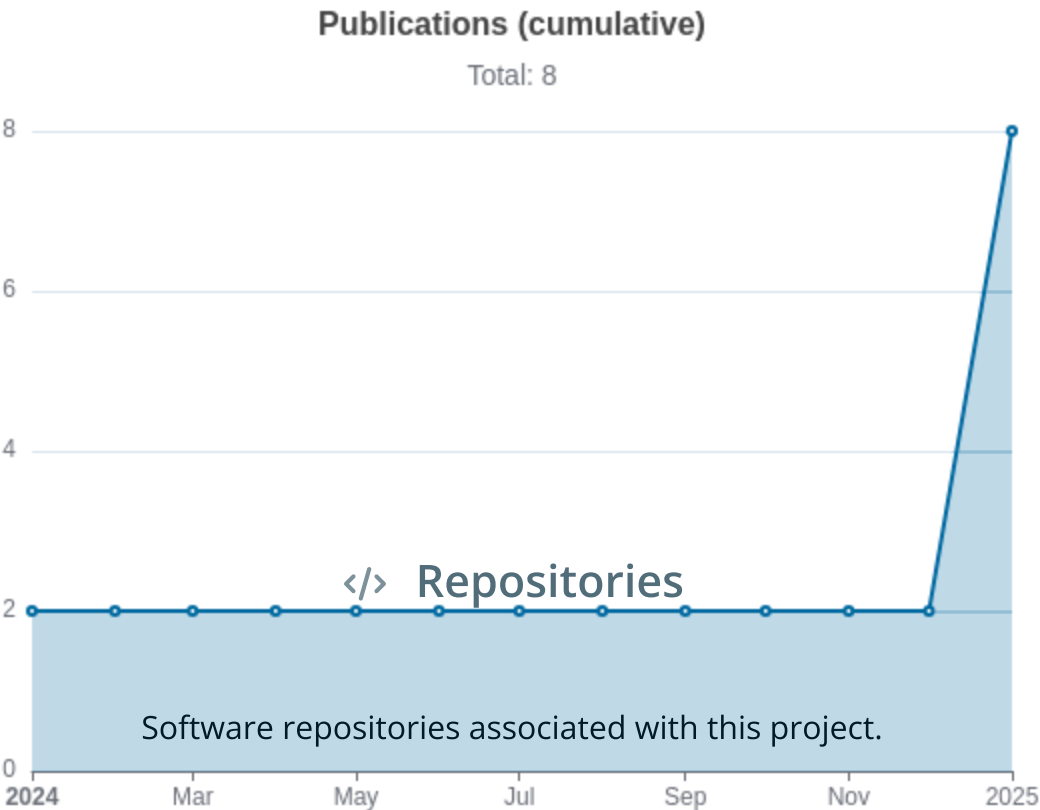 Publications (cumulative)
Total: 8
8
6
4
</> Repositories
2
Software repositories associated with this project.
0
2024 Mar May Jul Sep Nov 2025